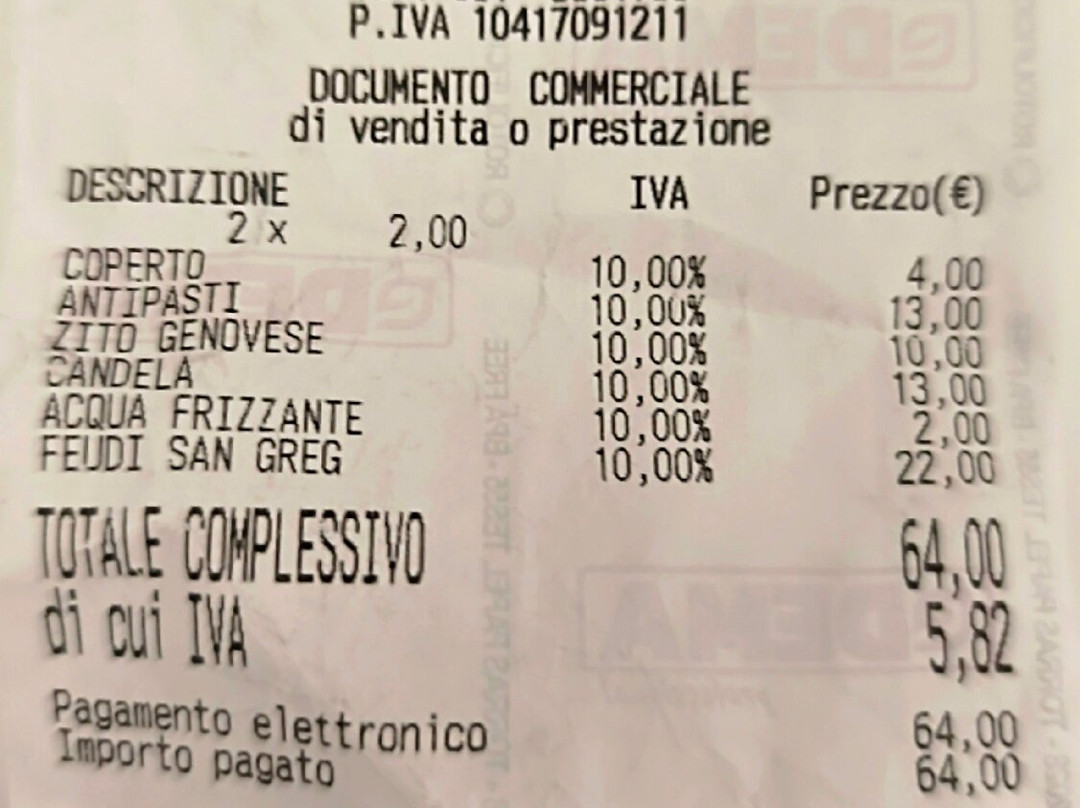 P.IVA 10417091211
DOCUMENTO COMMERCIALE
di vendita o prestazione
DESCRIZIONE IVA Prezzo(€)
2 x 2,00
COPERTO 10,00% 4,00
ANTIPASTI 10,00% 13,00
ZITO GENOVESE 10,00% 10,00
CANDELA 10,00% 13,00
ACQUA FRIZZANTE 10,00% 2,00
FEUDI SAN GREG 10,00% 22,00
TOTALE COMPLESSIVO 64,00
di cui IVA 5,82
Pagamento elettronico 64,00
Importo pagato 64,00